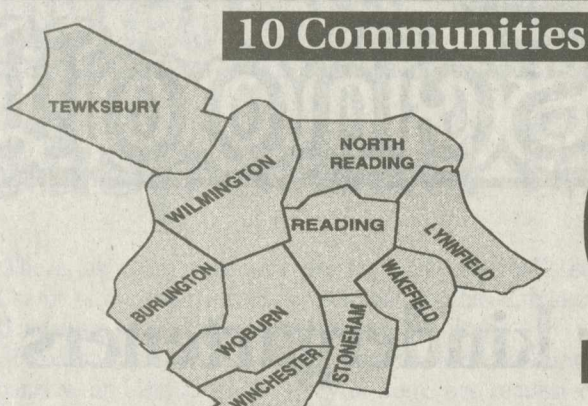 10 Communities
TEWKSBURY
WILMINGTON
NORTH
READING
READING
LYNNFIELD
BURLINGTON
WAKEFIELD
WOBURN
STONEHAM
WINCHESTER